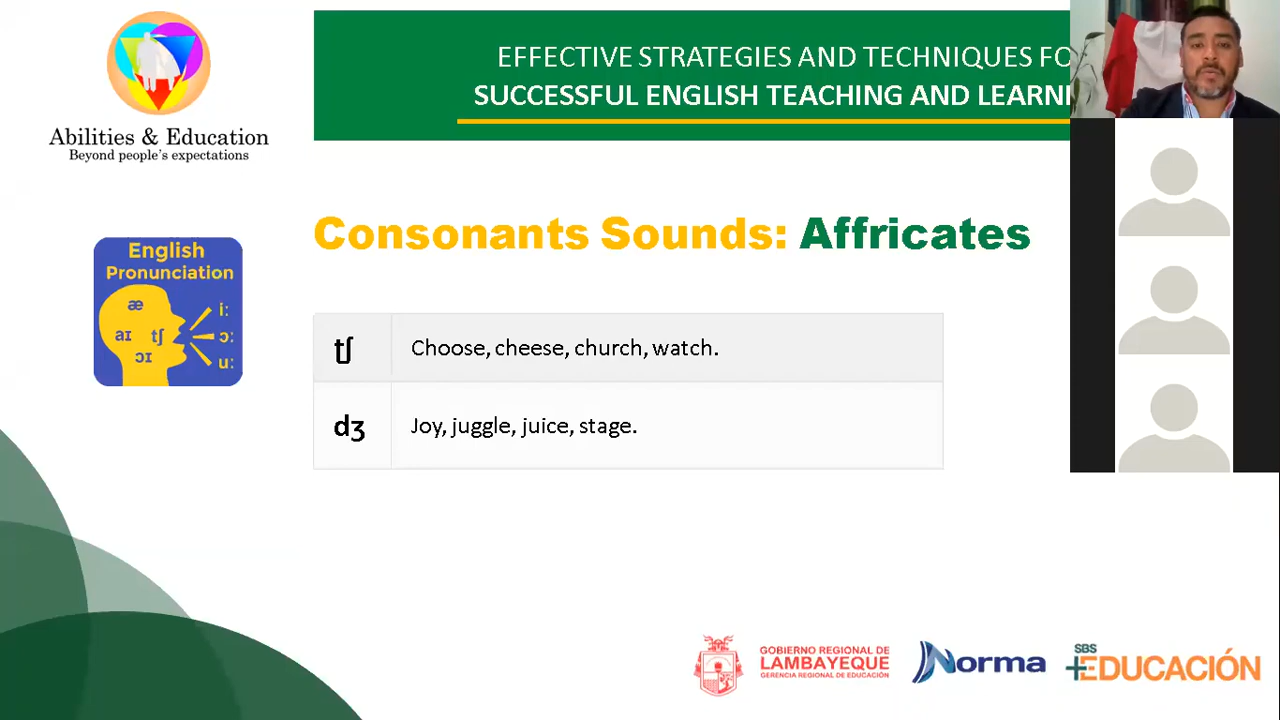 EFFECTIVE STRATEGIES AND TECHNIQUES FO
SUCCESSFUL ENGLISH TEACHING AND LEARNI
Abilities & Education
Beyond people's expectations
Consonants Sounds: Affricates
English
Pronunciation
æ
aɪ tʃ
ɔɪ
i:
ɔ:
u:
tʃ Choose, cheese, church, watch.
dʒ Joy, juggle, juice, stage.
GOBIERNO REGIONAL DE
LAMBAYEQUE
GERENCIA REGIONAL DE EDUCACIÓN
Norma
SBS
EDUCACIÓN